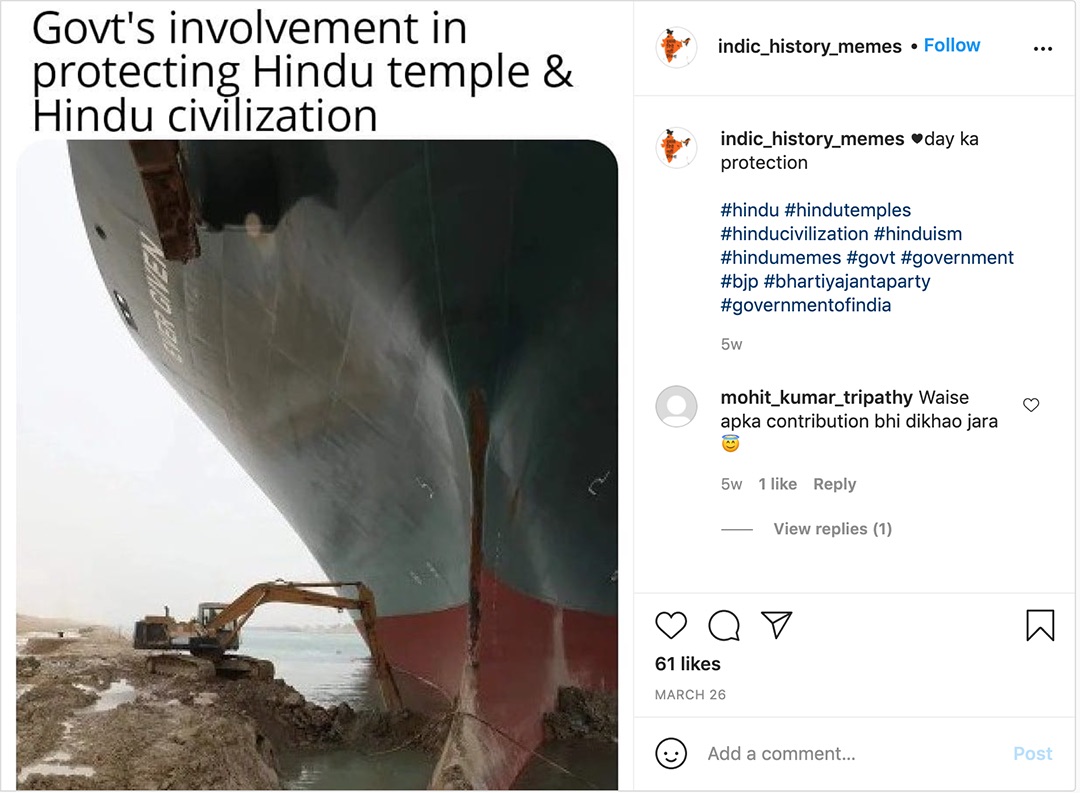 Govt's involvement in
protecting Hindu temple &
Hindu civilization
EVER GIVEN
indic_history_memes • Follow
indic_history_memes ♥day ka
protection
#hindu #hindutemples
#hinducivilization #hinduism
#hindumemes #govt #government
#bjp #bhartiyajantaparty
#governmentofindia
5w
mohit_kumar_tripathy Waise
apka contribution bhi dikhao jara
😇
5w 1 like Reply
View replies (1)
61 likes
MARCH 26
Add a comment... Post